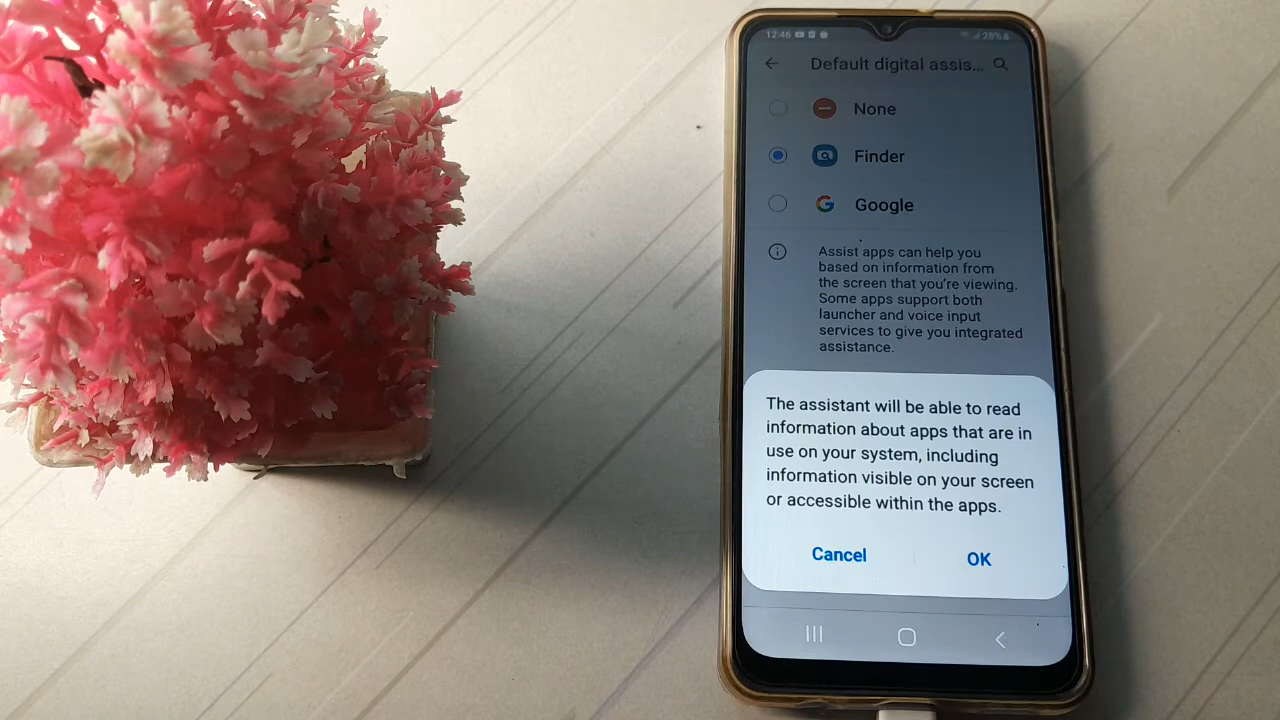 12:46 28%
Default digital assis...
None
Finder
Google
Assist apps can help you
based on information from
the screen that you're viewing.
Some apps support both
launcher and voice input
services to give you integrated
assistance.
The assistant will be able to read
information about apps that are in
use on your system, including
information visible on your screen
or accessible within the apps.
Cancel OK